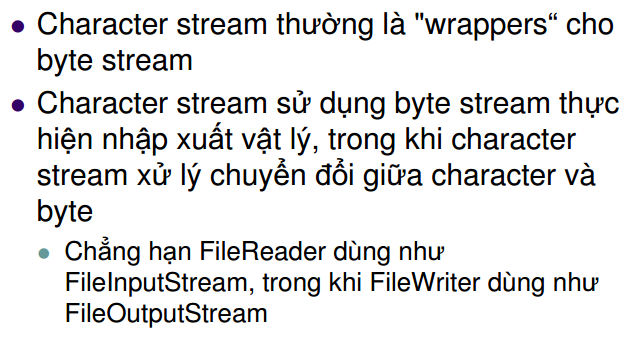 Character stream thường là "wrappers“ cho
byte stream
Character stream sử dụng byte stream thực
hiện nhập xuất vật lý, trong khi character
stream xử lý chuyển đổi giữa character và
byte
Chẳng hạn FileReader dùng như
FileInputStream, trong khi FileWriter dùng như
FileOutputStream